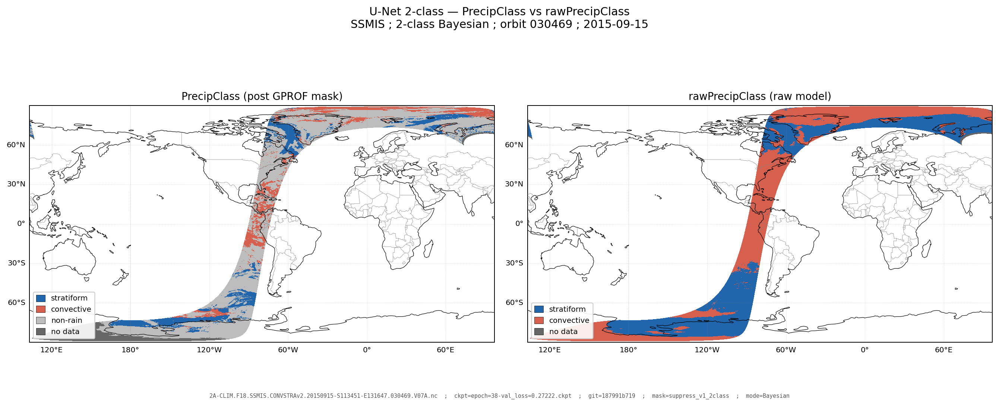 U-Net 2-class — PrecipClass vs rawPrecipClass
SSMIS ; 2-class Bayesian ; orbit 030469 ; 2015-09-15
PrecipClass (post GPROF mask)
60°N
30°N
0°
30°S
60°S
stratiform
convective
non-rain
no data
120°E
180°
120°W
60°W
0°
60°E
rawPrecipClass (raw model)
60°N
30°N
0°
30°S
60°S
stratiform
convective
no data
120°E
180°
120°W
60°W
0°
60°E
2A-CLIM.F18.SSMIS.CONVSTRAv2.20150915-S113451-E131647.030469.V07A.nc ; ckpt=epoch=38-val_loss=0.27222.ckpt ; git=187991b719 ; mask=suppress_v1_2class ; mode=Bayesian